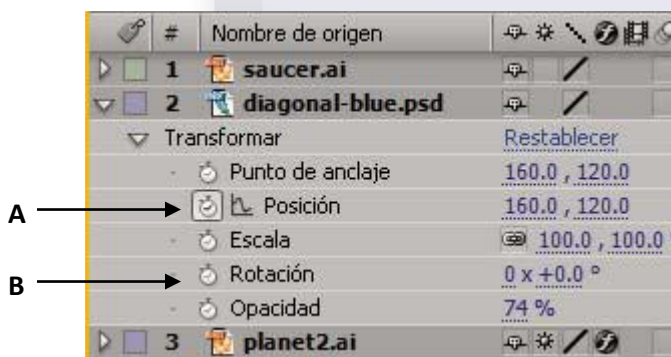 # Nombre de origen
1 saucer.ai
2 diagonal-blue.psd
Transformar Restablecer
Punto de anclaje 160.0 , 120.0
A Posición 160.0 , 120.0
Escala 100.0 , 100.0
B Rotación 0 x +0.0 °
Opacidad 74 %
3 planet2.ai